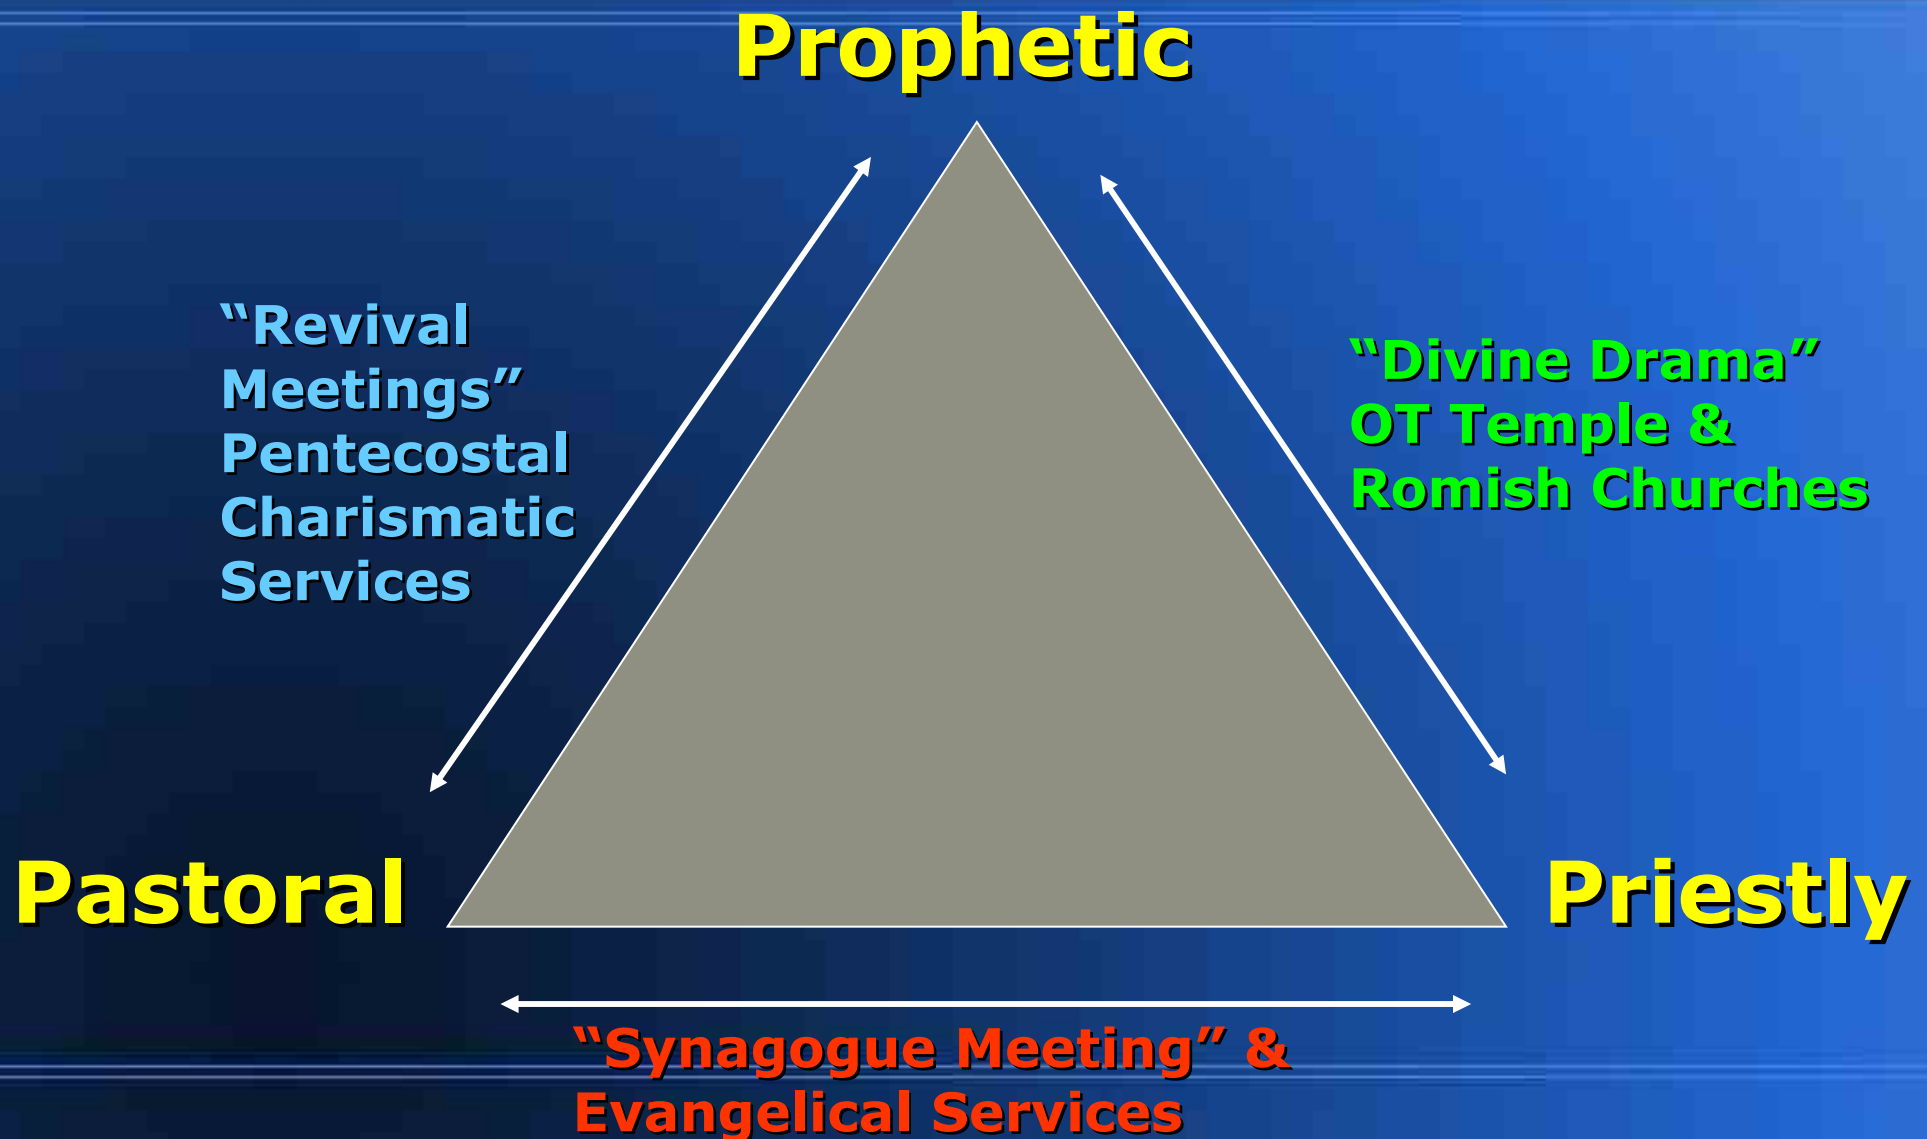 Prophetic
“Revival
Meetings”
Pentecostal
Charismatic
Services
“Divine Drama”
OT Temple &
Romish Churches
Pastoral
Priestly
“Synagogue Meeting” &
Evangelical Services